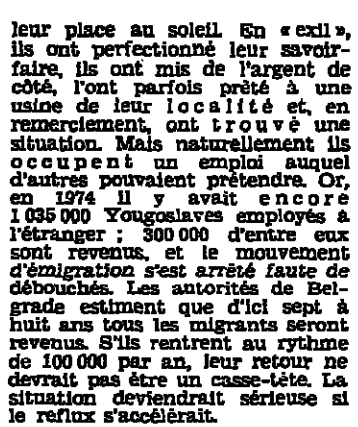 leur place au soleil. En « exil »,
ils ont perfectionné leur savoir-
faire, ils ont mis de l'argent de
côté, l'ont parfois prêté à une
usine de leur localité et, en
remerciement, ont trouvé une
situation. Mais naturellement ils
occupent un emploi auquel
d'autres pouvaient prétendre. Or,
en 1974 il y avait encore
1 035 000 Yougoslaves employés à
l'étranger ; 300 000 d'entre eux
sont revenus, et le mouvement
d'émigration s'est arrêté faute de
débouchés. Les autorités de Bel-
grade estiment que d'ici sept à
huit ans tous les migrants seront
revenus. S'ils rentrent au rythme
de 100 000 par an, leur retour ne
devrait pas être un casse-tête. La
situation deviendrait sérieuse si
le reflux s'accélérait.